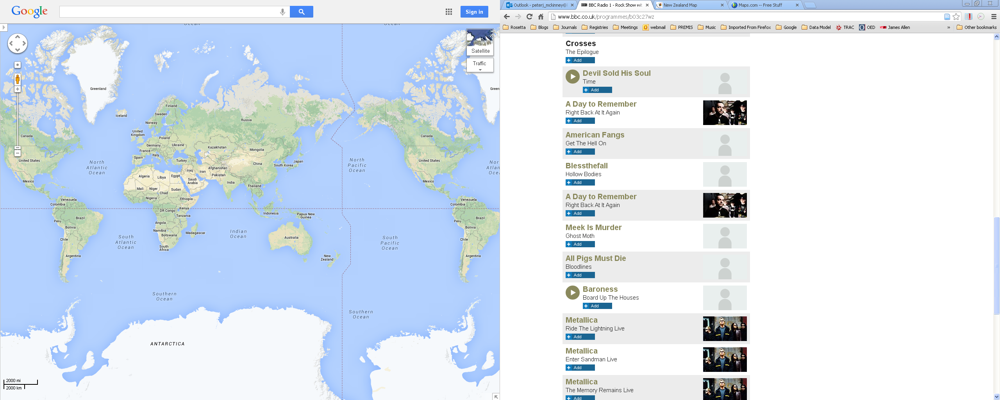 Google
Sign in
Ocean
Ocean
Satellite
Traffic
Greenland
Green
Finland
Iceland
Sweden
Norway
Russia
United
Kingdom
Poland
Canada
Canada
Germany
Ukraine
Kazakhstan
France
Mongolia
Italy
Spain
Turkey
United States
United States
North
Atlantic
Ocean
North
Pacific
Ocean
Nor
Atlan
Oce
Japan
China
South Korea
Iraq
Iran
Afghanistan
Pakistan
Algeria
Libya
Egypt
Saudi
Arabia
India
Mexico
Mexico
Thailand
Mali
Niger
Chad
Sudan
Nigeria
Ethiopia
Venezuela
Colombia
Venezuela
Colombia
Kenya
DR Congo
Tanzania
Indonesia
Papua New
Guinea
Brazil
Brazil
Peru
Peru
Bolivia
Bolivia
Angola
Namibia
Botswana
Madagascar
Indian
Ocean
Australia
South
Atlantic
Ocean
South
Pacific
Ocean
Chile
Chile
South
Africa
Argentina
Argentina
New
Zealand
Southern
Ocean
Southern
Ocean
ANTARCTICA
2000 mi
2000 km
Outlook - peterj_mckinney@
BBC Radio 1 - Rock Show wit
New Zealand Map
Maps.com -- Free Stuff
www.bbc.co.uk/programmes/b03c27wz
Rosetta Blogs Journals Registries Meetings webmail PREMIS Music Imported From Firefox Google Data Model TRAC OED James Allen » Other bookmarks
Crosses
The Epilogue
+ Add
Devil Sold His Soul
Time
+ Add
A Day to Remember
Right Back At It Again
+ Add
American Fangs
Get The Hell On
+ Add
Blessthefall
Hollow Bodies
+ Add
A Day to Remember
Right Back At It Again
+ Add
Meek Is Murder
Ghost Moth
+ Add
All Pigs Must Die
Bloodlines
+ Add
Baroness
Board Up The Houses
+ Add
Metallica
Ride The Lightning Live
+ Add
Metallica
Enter Sandman Live
+ Add
Metallica
The Memory Remains Live
+ Add